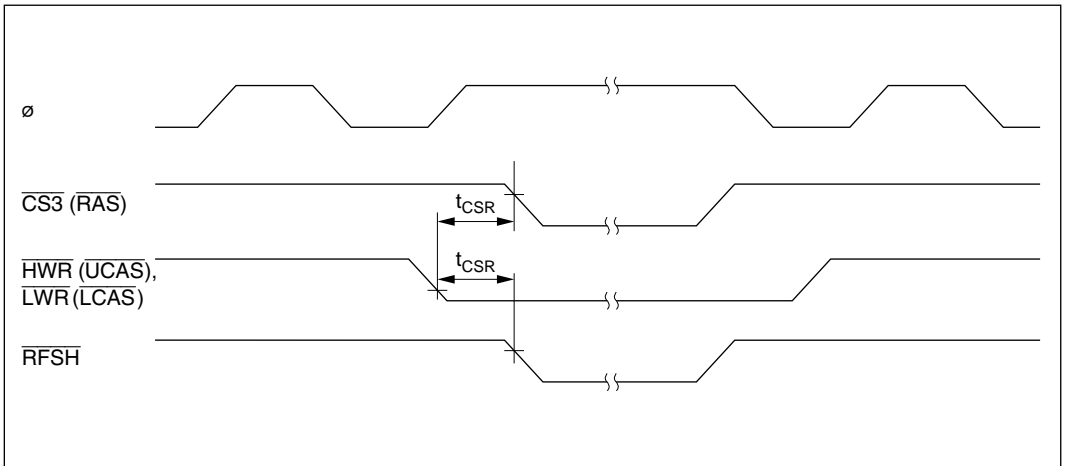 ø
CS3 (RAS)
tCSR
HWR (UCAS),
tCSR
LWR (LCAS)
RFSH